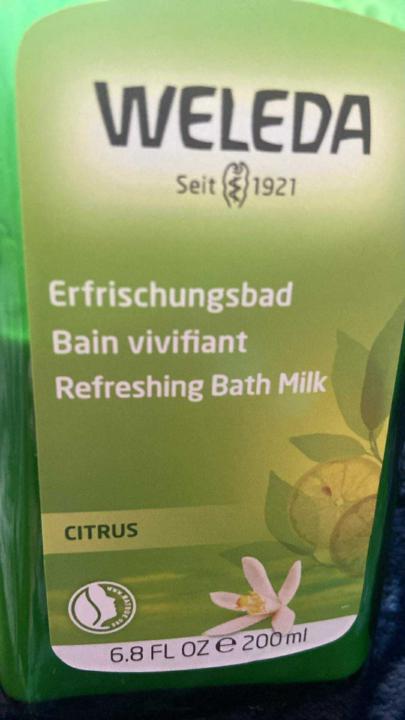 WELEDA
Seit 1921
Erfrischungsbad
Bain vivifiant
Refreshing Bath Milk
CITRUS
6.8 FL OZ e 200 ml